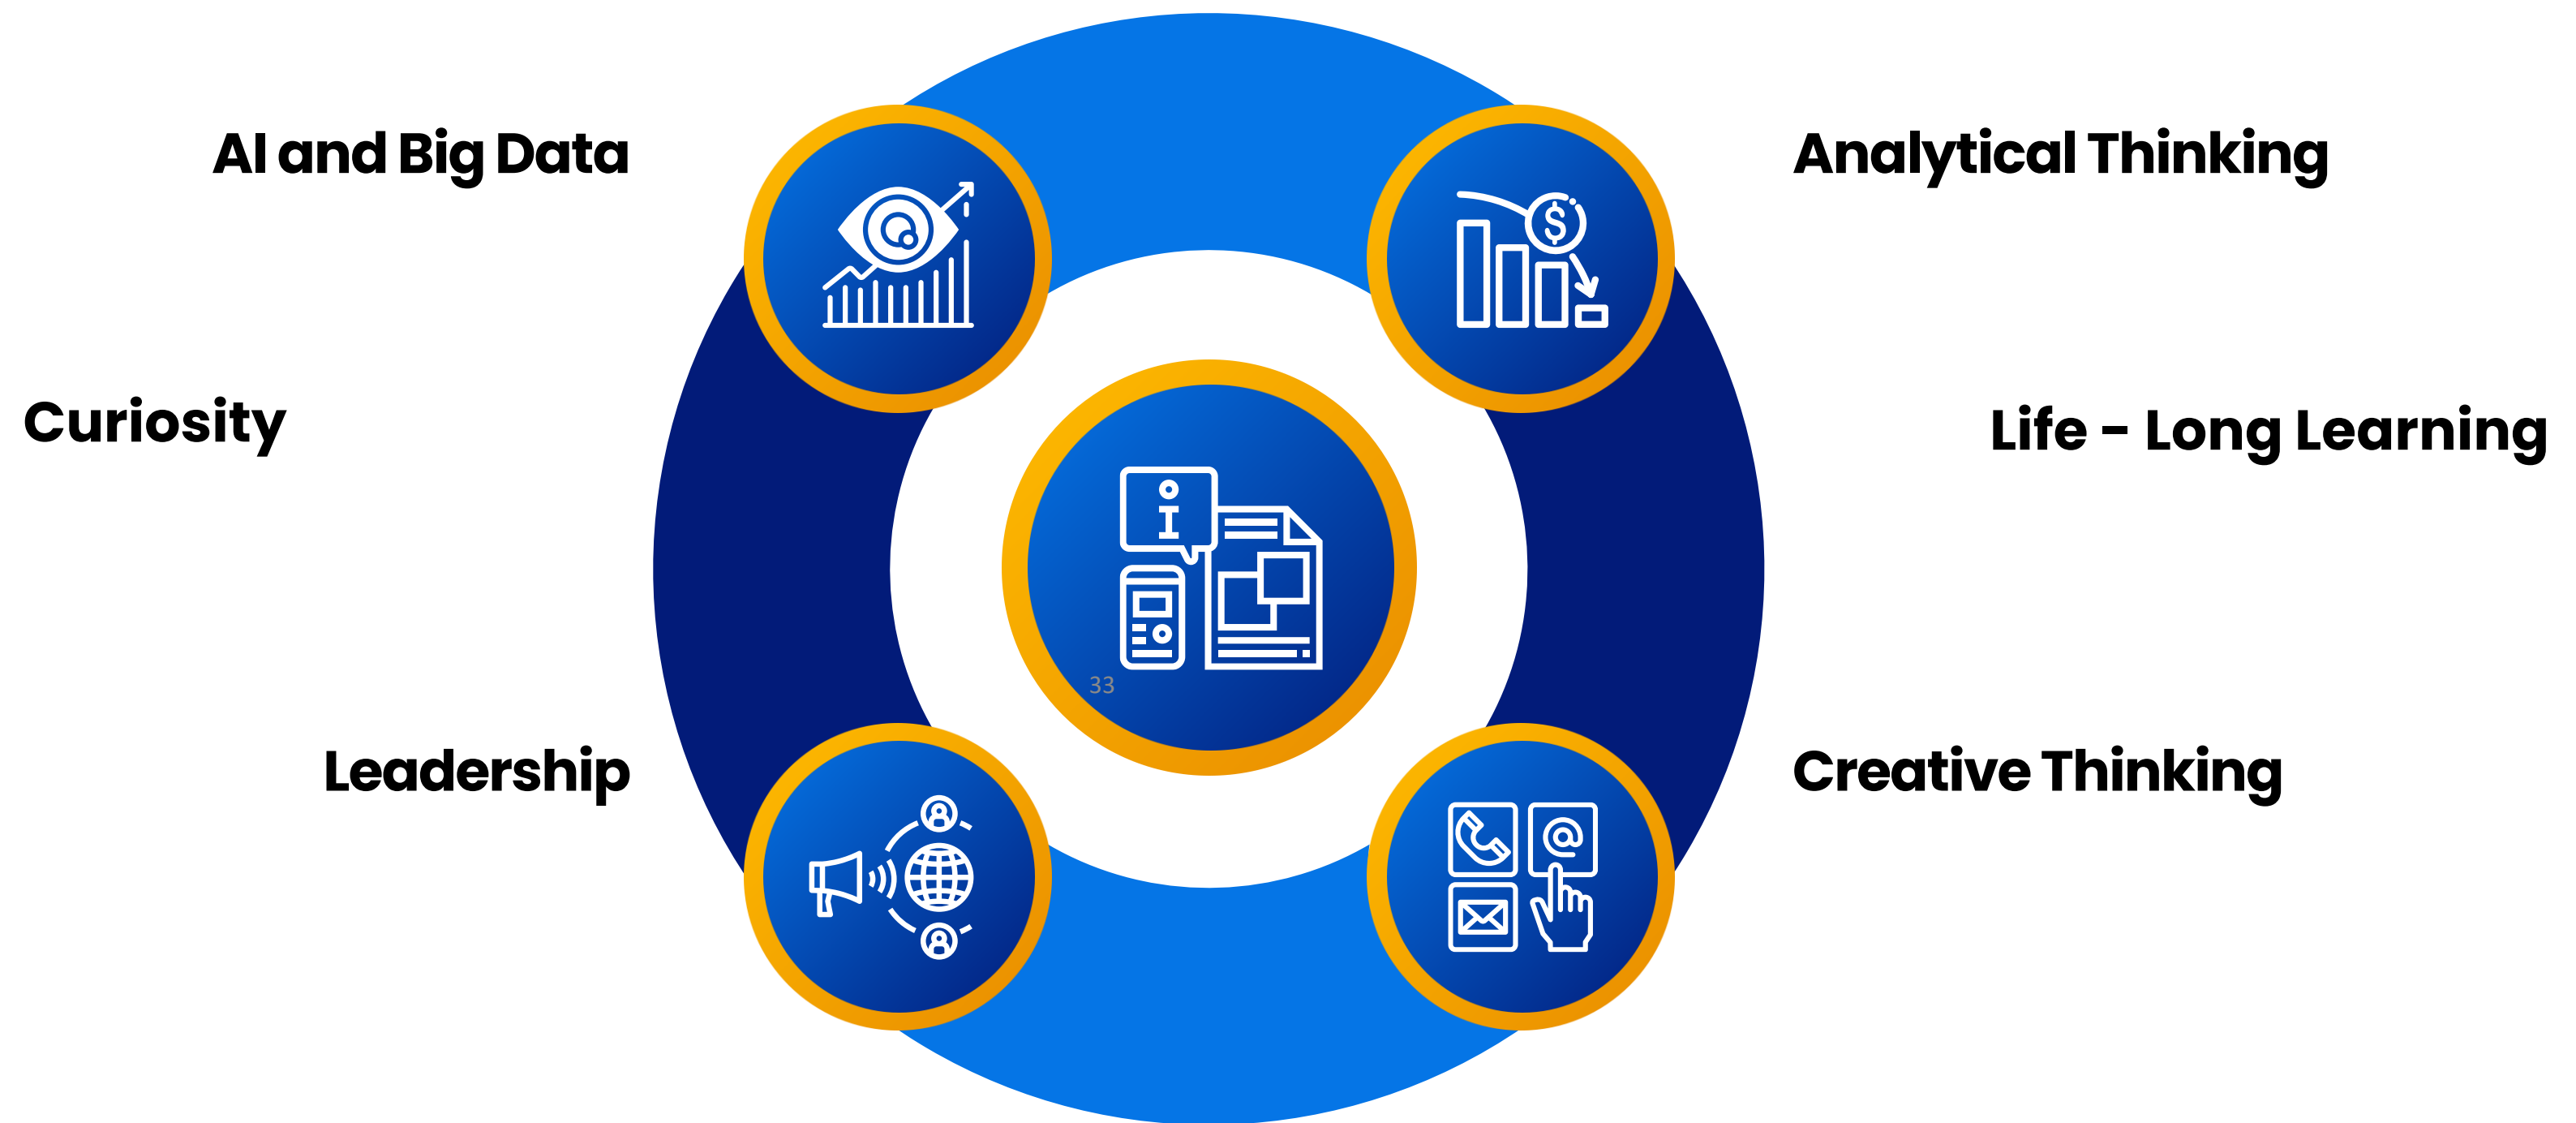 AI and Big Data
Analytical Thinking
Curiosity
Life - Long Learning
Leadership
Creative Thinking
33